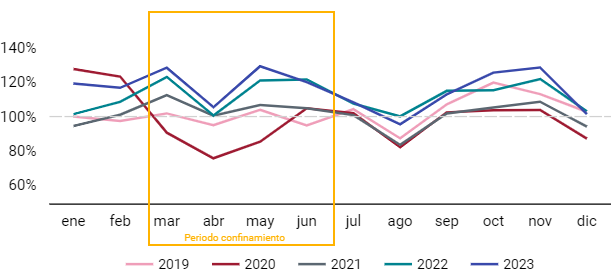 140%
120%
100%
80%
60%
ene feb mar abr may jun jul ago sep oct nov dic
Periodo confinamiento
2019 2020 2021 2022 2023